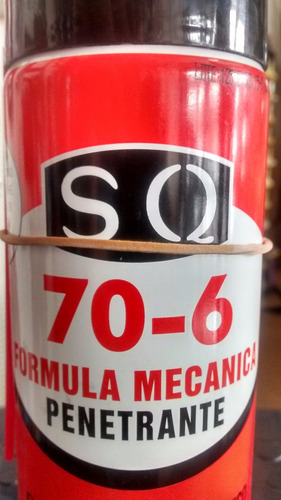 SQ
70-6
FORMULA MECANICA
PENETRANTE